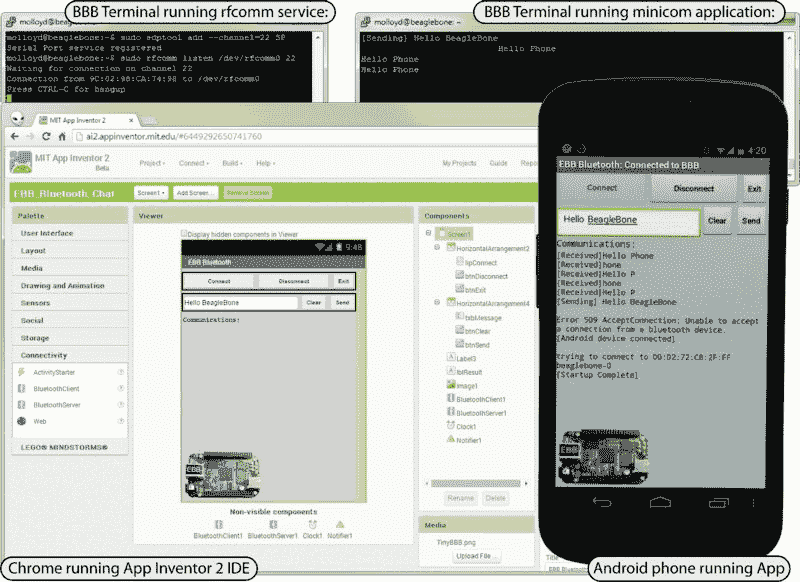 BBB Terminal running rfcomm service:
BBB Terminal running minicom application:
molloyd@beaglebone: ~
molloyd@beaglebone:~$ sudo sdptool add --channel=22 SP
Serial Port service registered
molloyd@beaglebone:~$ sudo rfcomm listen /dev/rfcomm0 22
Waiting for connection on channel 22
Connection from 9C:02:98:CA:74:98 to /dev/rfcomm0
Press CTRL-C for hangup
molloyd@beaglebone: ~
[Sending] Hello BeagleBone
Hello Phone
Hello Phone
Hello Phone
MIT App Inventor 2
ai2.appinventor.mit.edu/#6449292650741760
MIT App Inventor 2
Beta
Project
Connect
Build
Help
My Projects
Guide
EBB_Bluetooth_Chat
Screen1
Add Screen...
Remove Screen
Palette
User Interface
Layout
Media
Drawing and Animation
Sensors
Social
Storage
Connectivity
ActivityStarter
BluetoothClient
BluetoothServer
Web
LEGO® MINDSTORMS®
Viewer
Display hidden components in Viewer
9:48
EBB Bluetooth
Connect
Disconnect
Exit
Hello BeagleBone
Clear
Send
Communications:
EBB
Non-visible components
BluetoothClient1
BluetoothServer1
Clock1
Notifier1
Components
Screen1
HorizontalArrangement2
lipConnect
btnDisconnect
btnExit
HorizontalArrangement4
txbMessage
btnClear
btnSend
Label3
lblResult
Image1
BluetoothClient1
BluetoothServer1
Clock1
Notifier1
Rename
Delete
Media
TinyBBB.png
Upload File ...
Title
4:20
EBB Bluetooth: Connected to BBB
Connect
Disconnect
Exit
Hello BeagleBone
Clear
Send
Communications:
[Received]Hello Phone
[Received]hone
[Received]Hello P
[Received]hone
[Received]Hello P
[Sending] Hello BeagleBone
Error 509 AcceptConnection: Unable to accept
a connection from a bluetooth device.
[Android device connected]
Trying to connect to
beaglebone-0
[Startup Complete]
EBB
Chrome running App Inventor 2 IDE
Android phone running App